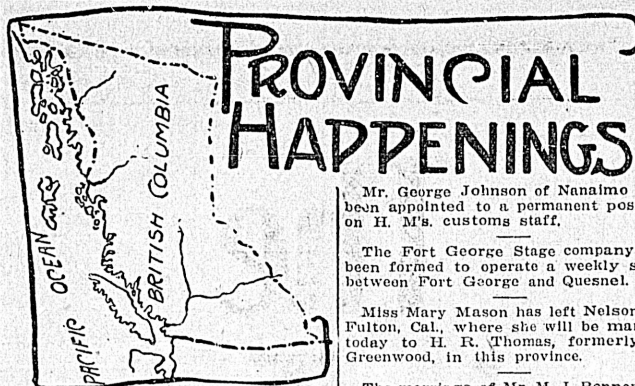 PROVINCIAL
HAPPENINGS
PACIFIC OCEAN
BRITISH COLUMBIA
Mr. George Johnson of Nanaimo
been appointed to a permanent pos
on H. M's. customs staff.
The Fort George Stage company
been formed to operate a weekly s
between Fort George and Quesnel.
Miss Mary Mason has left Nelson
Fulton, Cal., where she will be mar
today to H. R. Thomas, formerly
Greenwood, in this province.